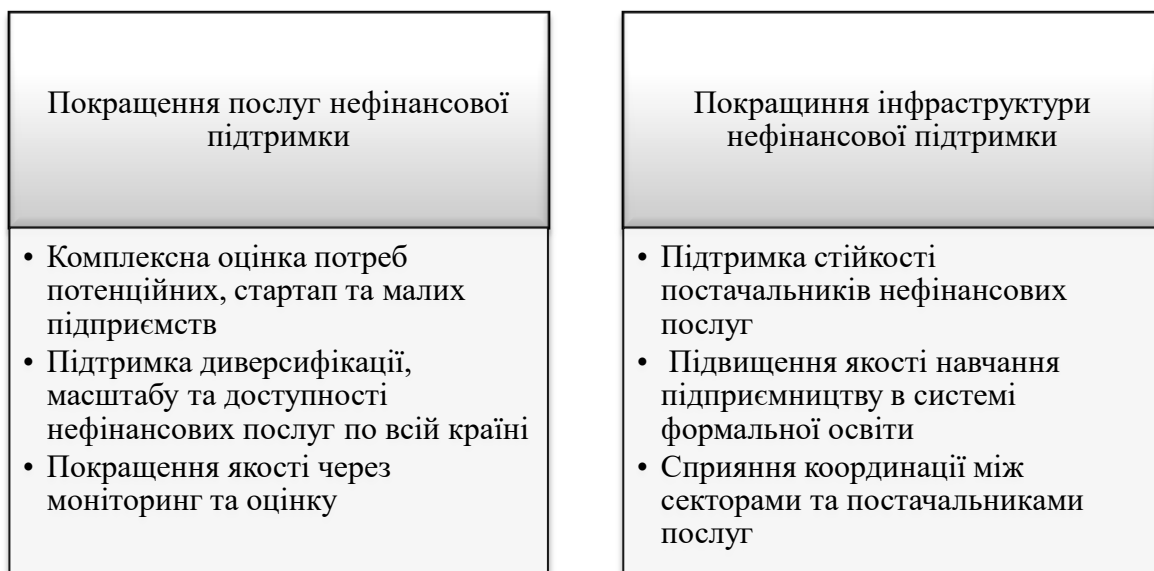 Покращення послуг нефінансової
підтримки
• Комплексна оцінка потреб
потенційних, стартап та малих
підприємств
• Підтримка диверсифікації,
масштабу та доступності
нефінансових послуг по всій країні
• Покращення якості через
моніторинг та оцінку
Покращиння інфраструктури
нефінансової підтримки
• Підтримка стійкості
постачальників нефінансових
послуг
• Підвищення якості навчання
підприємництву в системі
формальної освіти
• Сприяння координації між
секторами та постачальниками
послуг